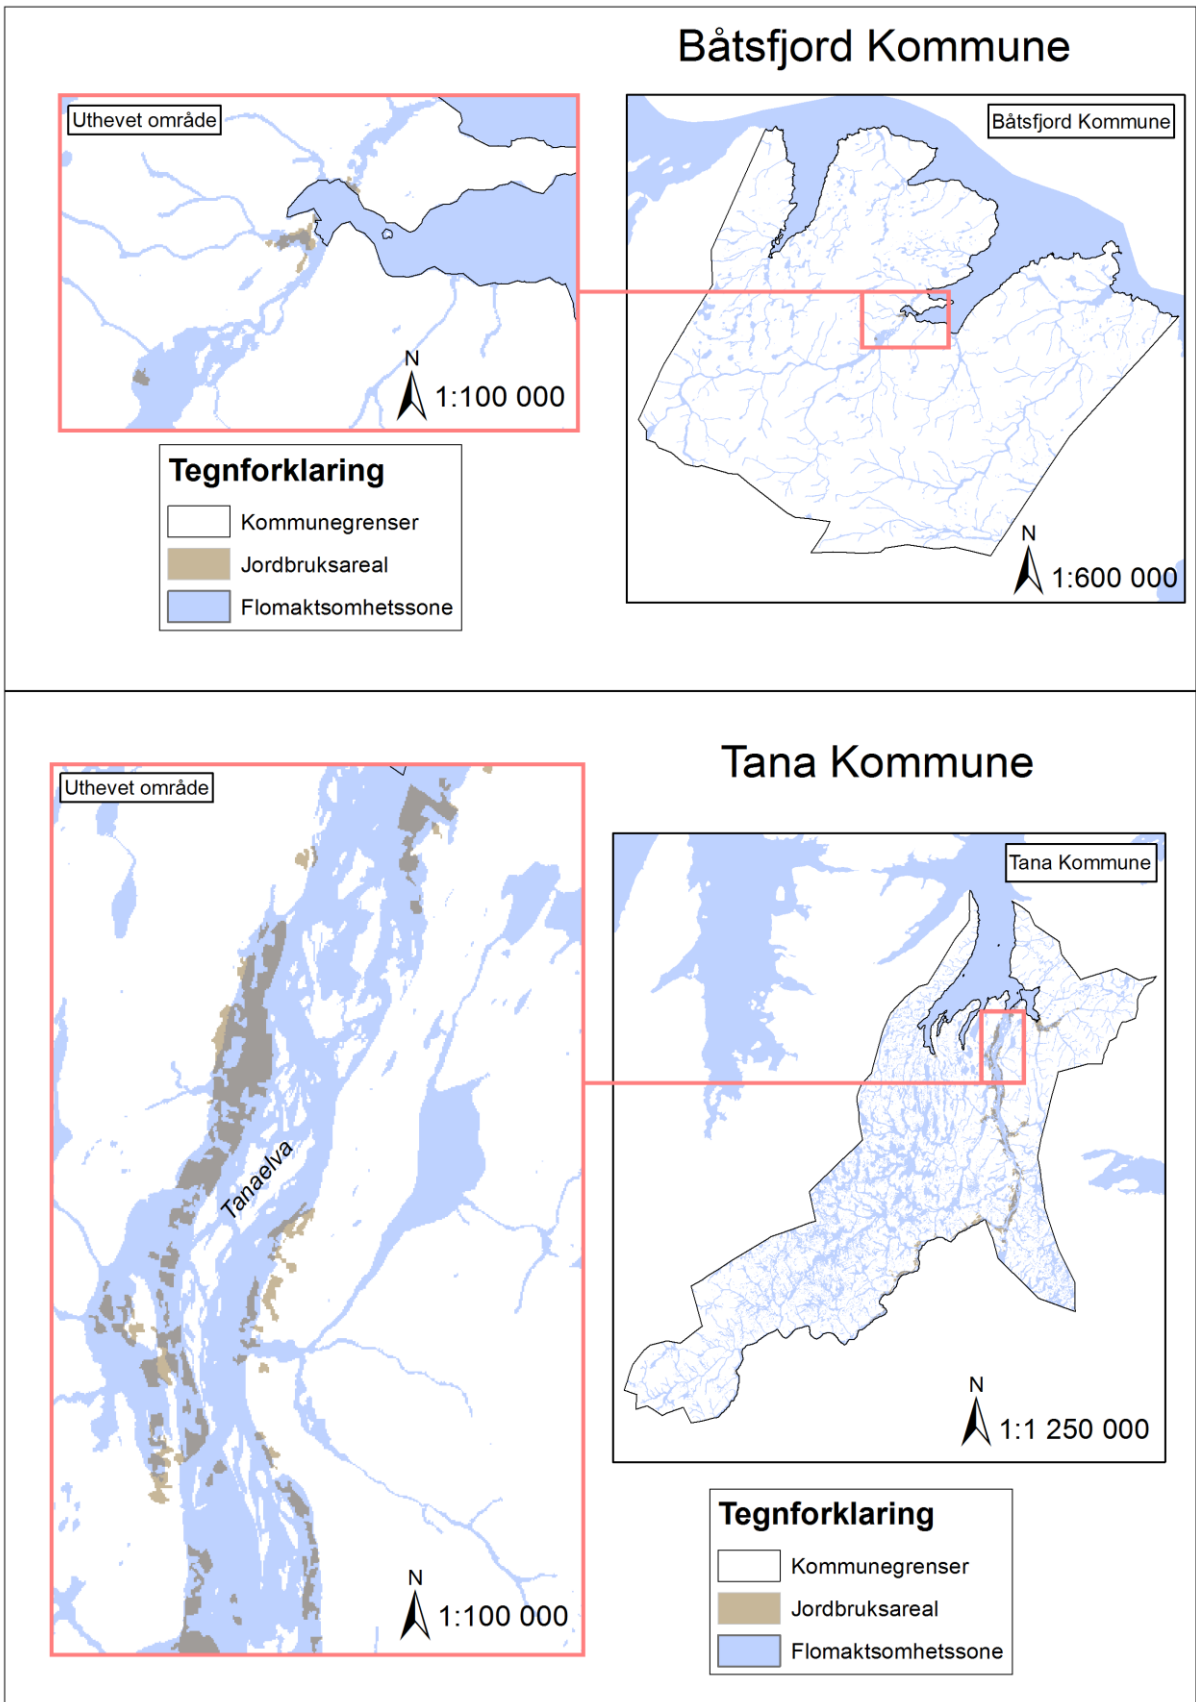 Båtsfjord Kommune
Uthevet område
Båtsfjord Kommune
N
1:100 000
Tegnforklaring
Kommunegrenser
Jordbruksareal
Flomaktsomhetssone
N
1:600 000
Tana Kommune
Uthevet område
Tana Kommune
Tanaelva
N
1:100 000
N
1:1 250 000
Tegnforklaring
Kommunegrenser
Jordbruksareal
Flomaktsomhetssone